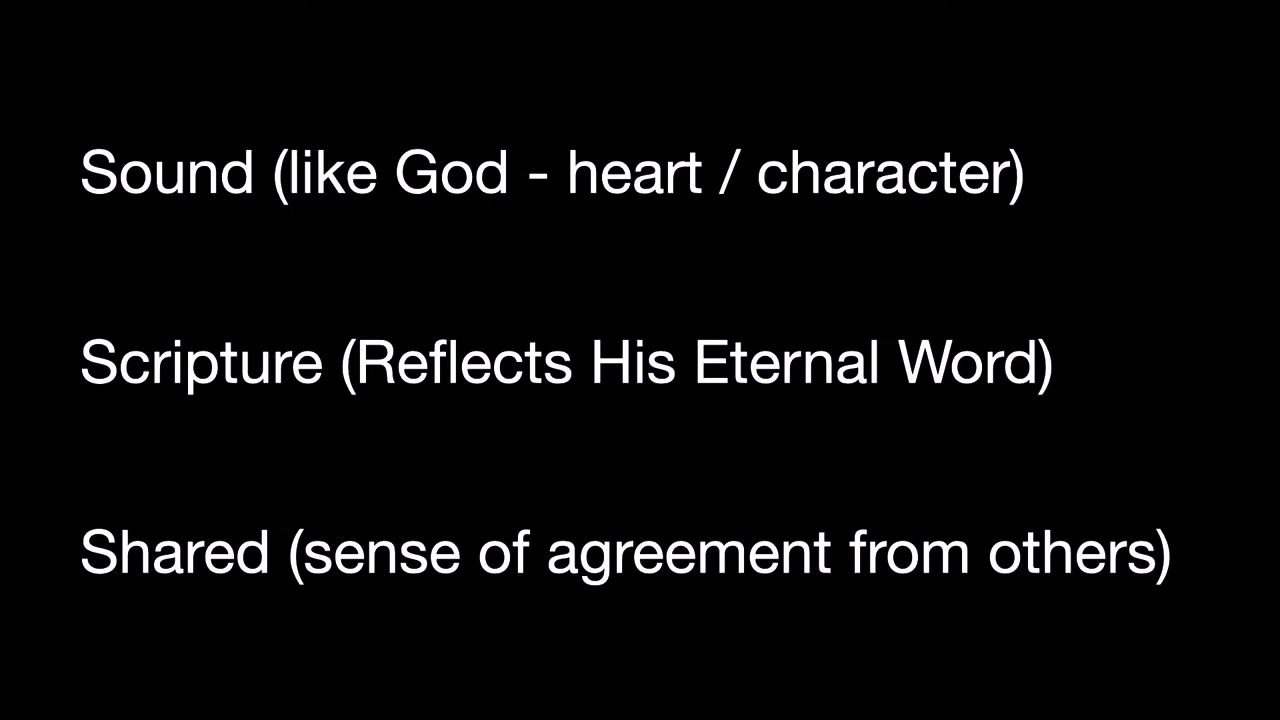 Sound (like God - heart / character)
Scripture (Reflects His Eternal Word)
Shared (sense of agreement from others)